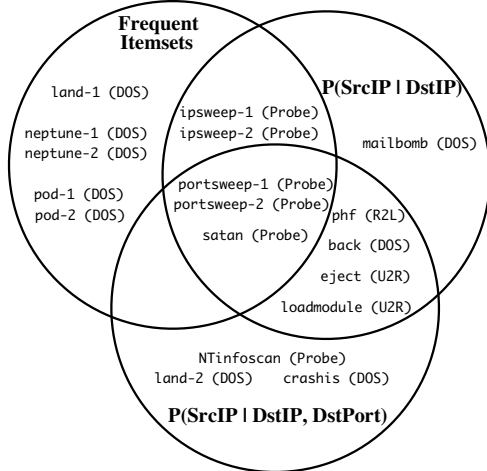 Frequent
Itemsets
P(SrcIP | DstIP)
land-1 (DOS)
ipsweep-1 (Probe)
ipsweep-2 (Probe)
neptune-1 (DOS)
neptune-2 (DOS)
mailbomb (DOS)
portsweep-1 (Probe)
portsweep-2 (Probe)
pod-1 (DOS)
pod-2 (DOS)
phf (R2L)
satan (Probe)
back (DOS)
eject (U2R)
loadmodule (U2R)
NTinfoscan (Probe)
land-2 (DOS) crashis (DOS)
P(SrcIP | DstIP, DstPort)